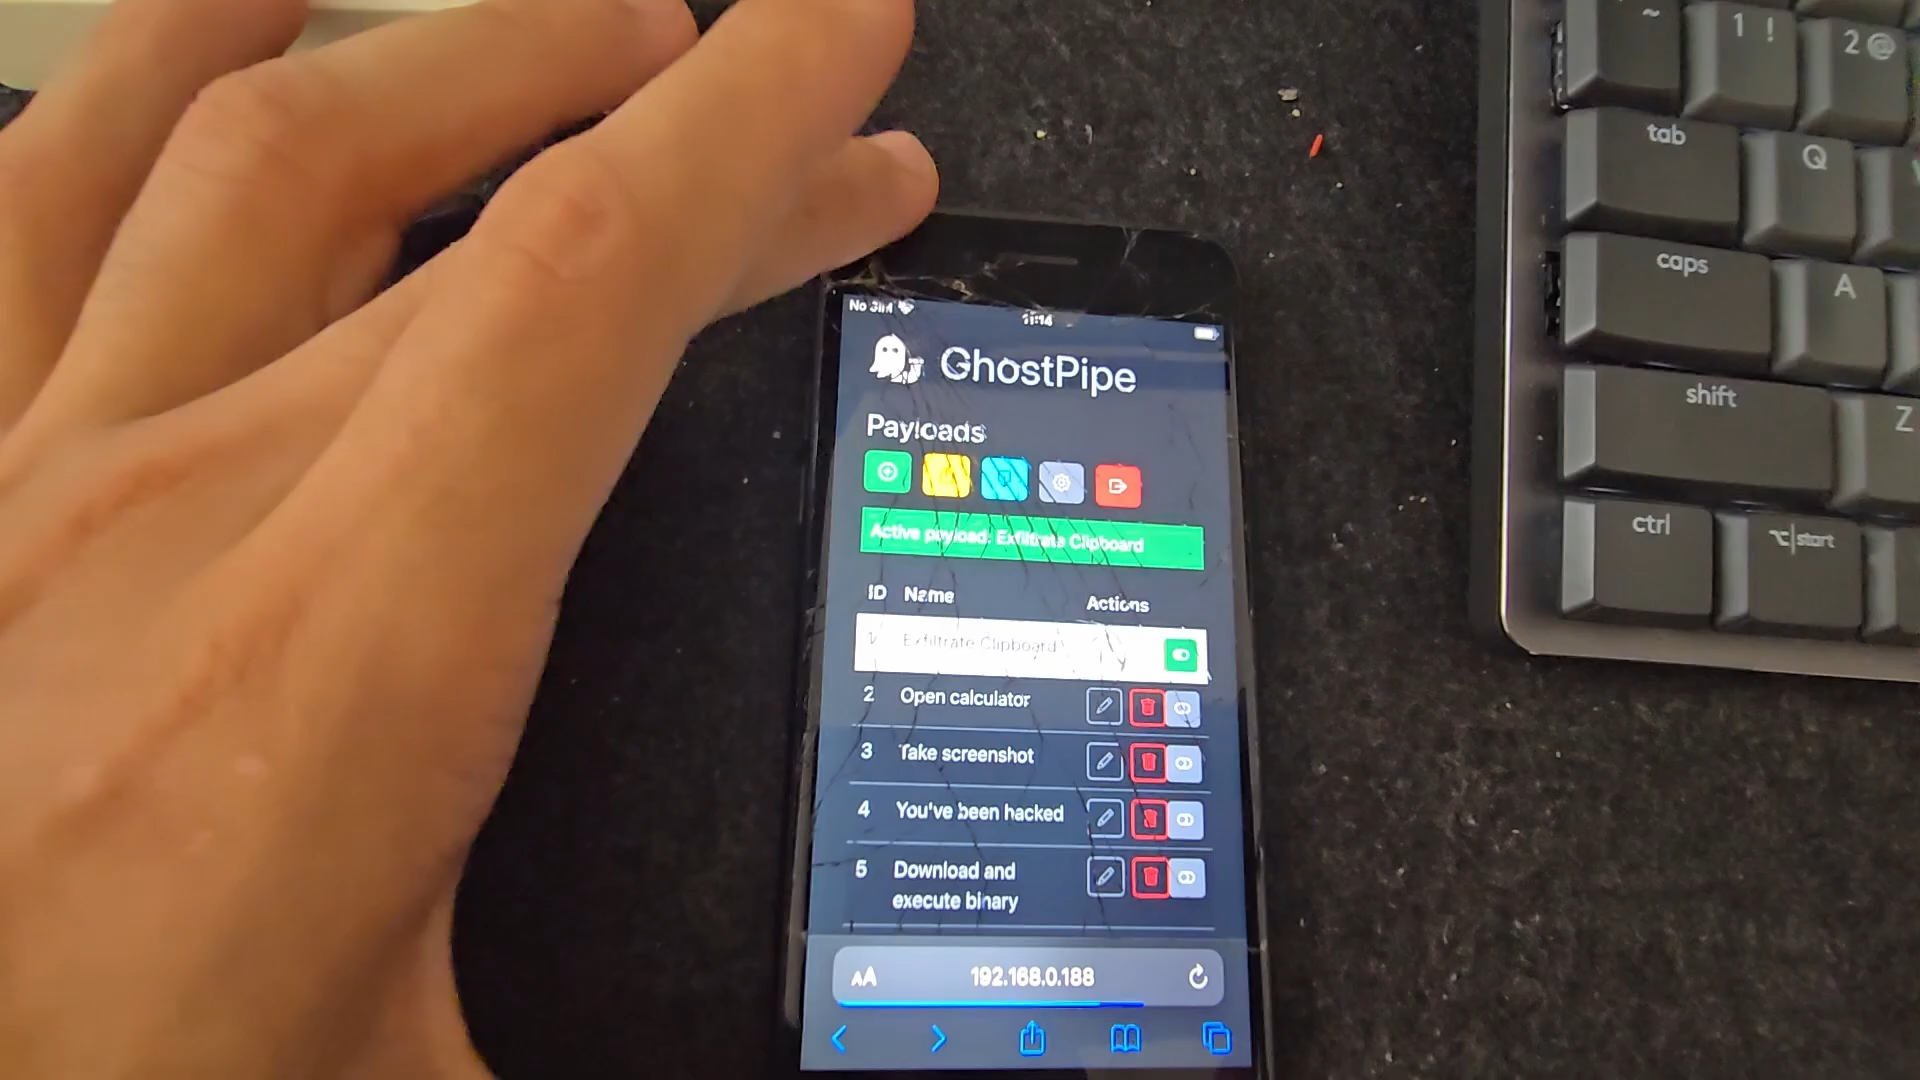 ~
1 !
2 @
tab
Q
caps
A
shift
Z
ctrl
⌥|start
No SIM
11:14
GhostPipe
Payloads
Active payload: Exfiltrate Clipboard
ID Name Actions
1 Exfiltrate Clipboard
2 Open calculator
3 Take screenshot
4 You've been hacked
5 Download and
execute binary
AA 192.168.0.188